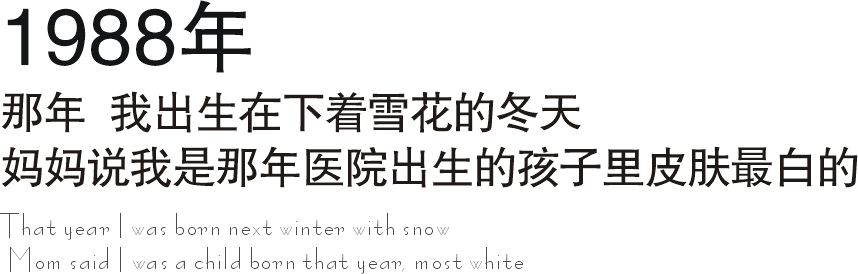 1988年
那年 我出生在下着雪花的冬天
妈妈说我是那年医院出生的孩子里皮肤最白的
That year I was born next winter with snow
Mom said I was a child born that year, most white